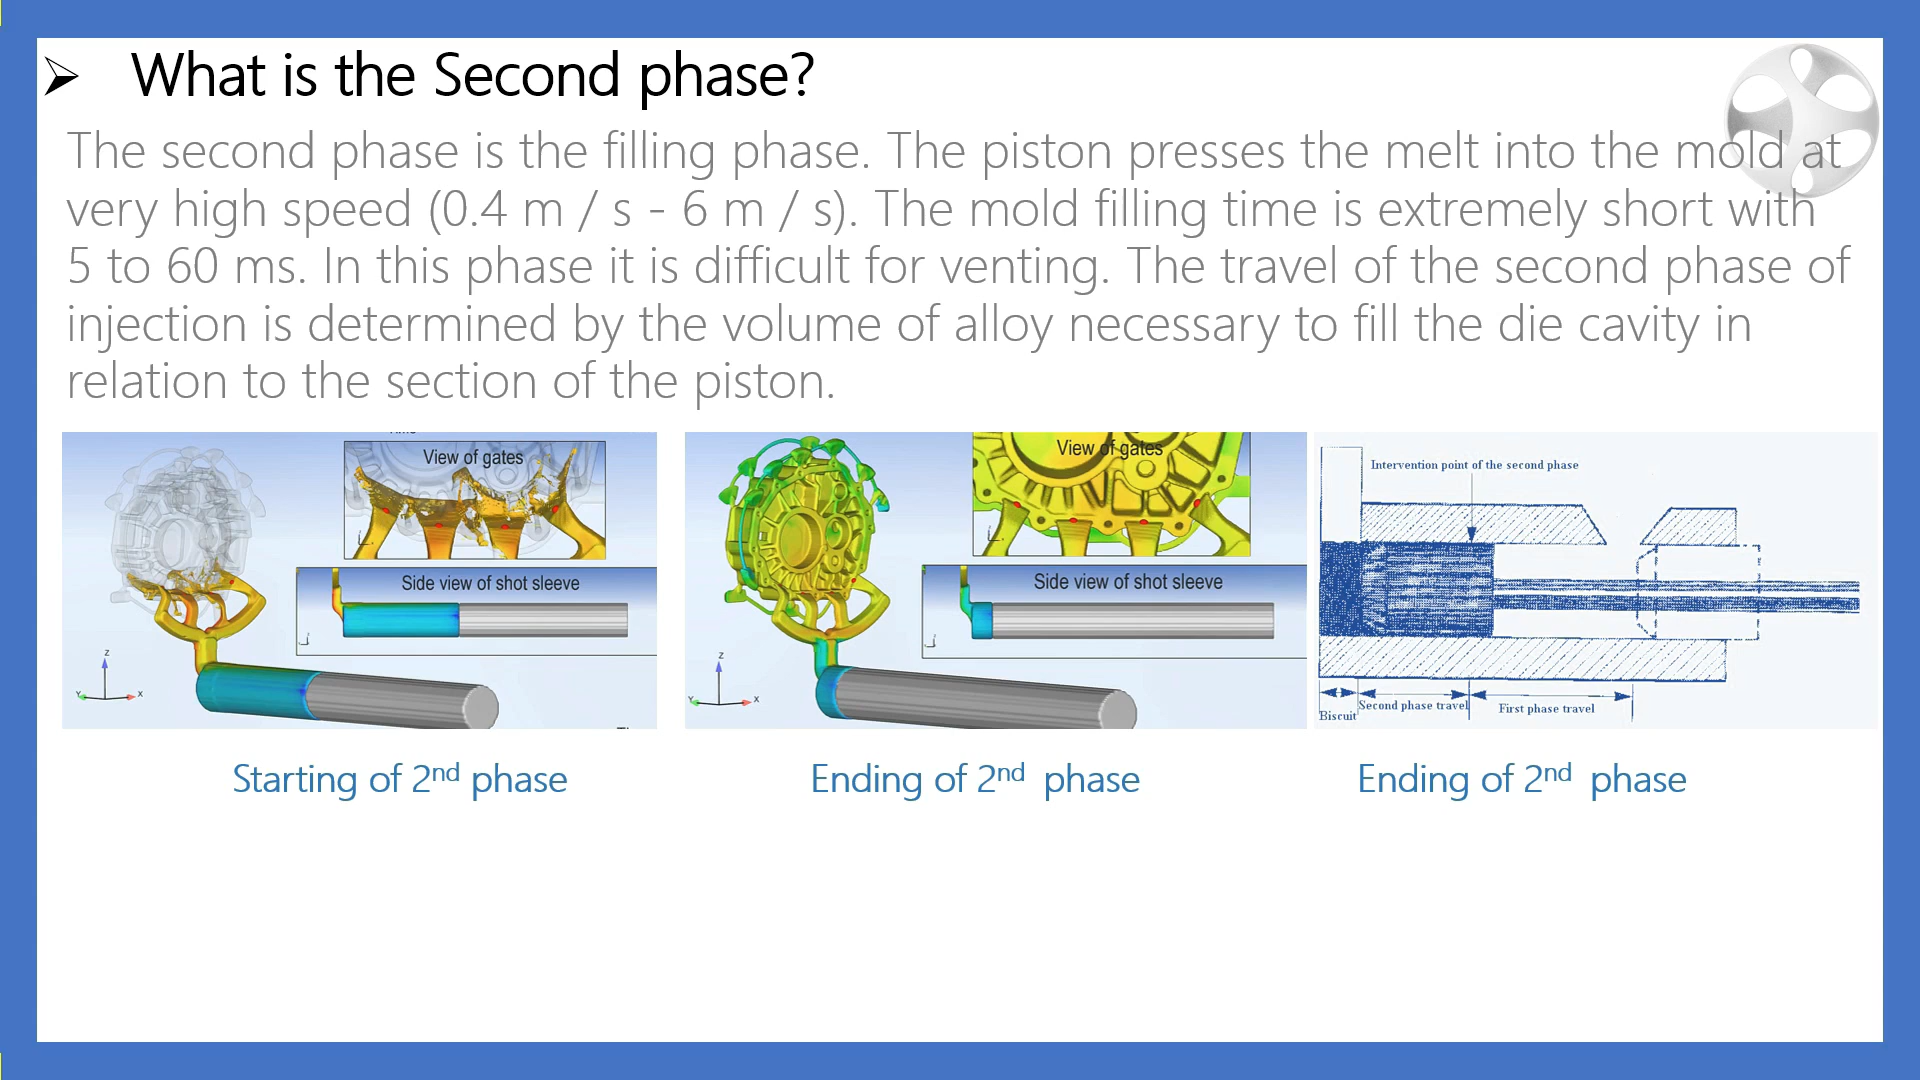 What is the Second phase?
The second phase is the filling phase. The piston presses the melt into the mold at
very high speed (0.4 m / s - 6 m / s). The mold filling time is extremely short with
5 to 60 ms. In this phase it is difficult for venting. The travel of the second phase of
injection is determined by the volume of alloy necessary to fill the die cavity in
relation to the section of the piston.
View of gates
Side view of shot sleeve
Z
Y
X
View of gates
Side view of shot sleeve
Z
Y
X
Intervention point of the second phase
Biscuit
Second phase travel
First phase travel
Starting of 2nd phase
Ending of 2nd phase
Ending of 2nd phase